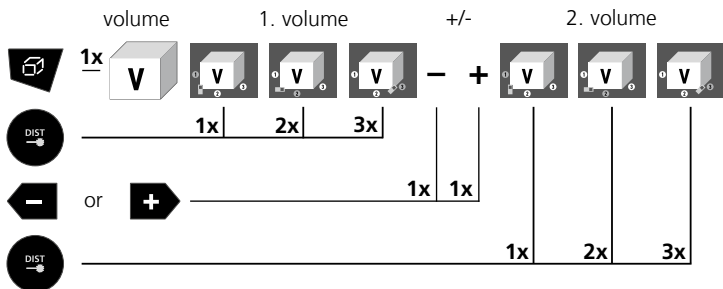 volume 1. volume +/- 2. volume
1x V V V V − + V V V
DIST 1x 2x 3x
− or + 1x 1x
DIST 1x 2x 3x